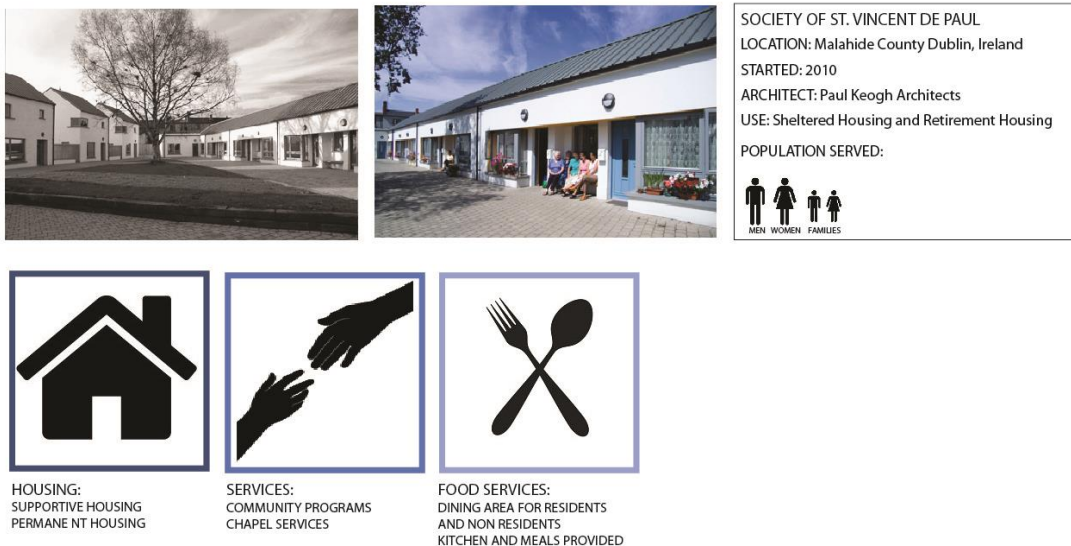 SOCIETY OF ST. VINCENT DE PAUL
LOCATION: Malahide County Dublin, Ireland
STARTED: 2010
ARCHITECT: Paul Keogh Architects
USE: Sheltered Housing and Retirement Housing
POPULATION SERVED:
MEN WOMEN FAMILIES
HOUSING:
SUPPORTIVE HOUSING
PERMANE NT HOUSING
SERVICES:
COMMUNITY PROGRAMS
CHAPEL SERVICES
FOOD SERVICES:
DINING AREA FOR RESIDENTS
AND NON RESIDENTS
KITCHEN AND MEALS PROVIDED